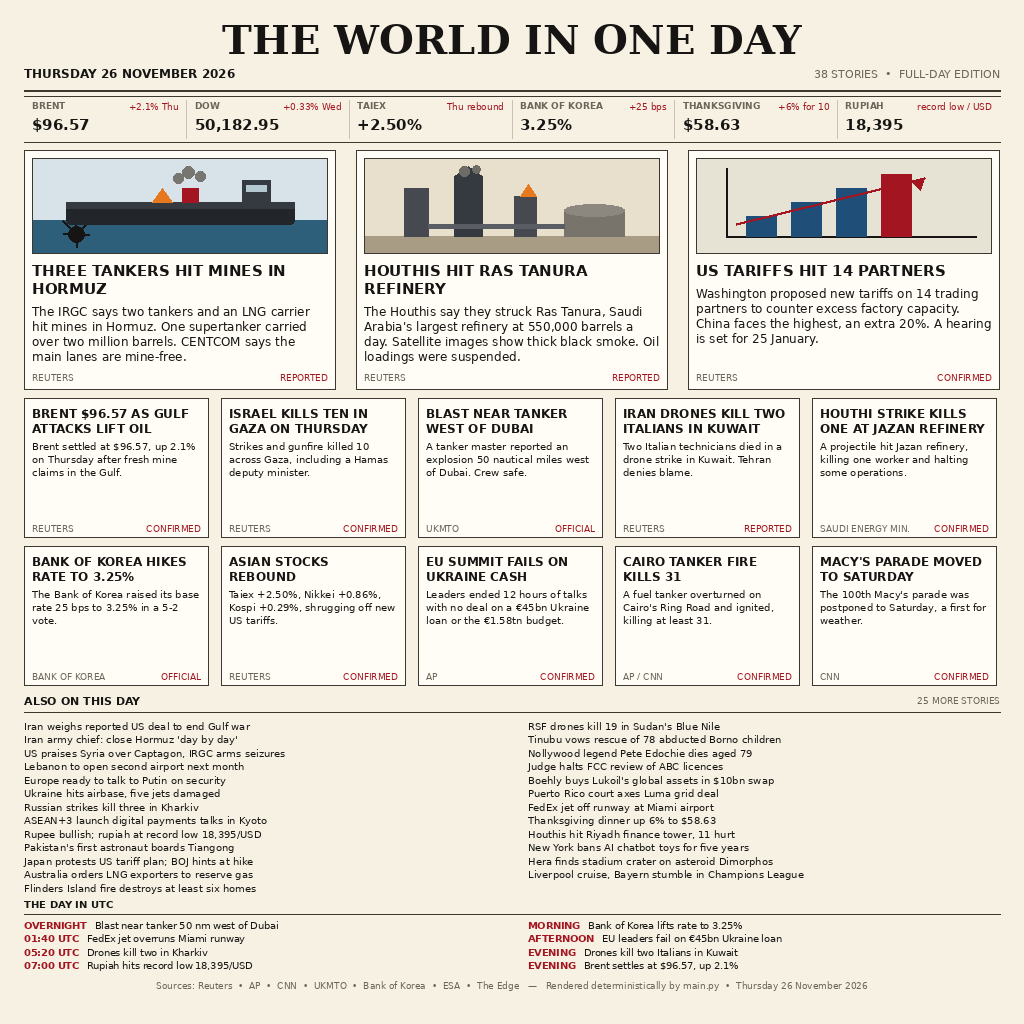 THE WORLD IN ONE DAY
THURSDAY 26 NOVEMBER 2026
38 STORIES • FULL-DAY EDITION
BRENT +2.1% Thu
$96.57
DOW +0.33% Wed
50,182.95
TAIEX Thu rebound
+2.50%
BANK OF KOREA +25 bps
3.25%
THANKSGIVING +6% for 10
$58.63
RUPIAH record low / USD
18,395
THREE TANKERS HIT MINES IN
HORMUZ
The IRGC says two tankers and an LNG carrier
hit mines in Hormuz. One supertanker carried
over two million barrels. CENTCOM says the
main lanes are mine-free.
REUTERS REPORTED
HOUTHIS HIT RAS TANURA
REFINERY
The Houthis say they struck Ras Tanura, Saudi
Arabia's largest refinery at 550,000 barrels a
day. Satellite images show thick black smoke. Oil
loadings were suspended.
REUTERS REPORTED
US TARIFFS HIT 14 PARTNERS
Washington proposed new tariffs on 14 trading
partners to counter excess factory capacity.
China faces the highest, an extra 20%. A hearing
is set for 25 January.
REUTERS CONFIRMED
BRENT $96.57 AS GULF
ATTACKS LIFT OIL
Brent settled at $96.57, up 2.1%
on Thursday after fresh mine
claims in the Gulf.
REUTERS CONFIRMED
ISRAEL KILLS TEN IN
GAZA ON THURSDAY
Strikes and gunfire killed 10
across Gaza, including a Hamas
deputy minister.
REUTERS CONFIRMED
BLAST NEAR TANKER
WEST OF DUBAI
A tanker master reported an
explosion 50 nautical miles west
of Dubai. Crew safe.
UKMTO OFFICIAL
IRAN DRONES KILL TWO
ITALIANS IN KUWAIT
Two Italian technicians died in a
drone strike in Kuwait. Tehran
denies blame.
REUTERS REPORTED
HOUTHI STRIKE KILLS
ONE AT JAZAN REFINERY
A projectile hit Jazan refinery,
killing one worker and halting
some operations.
SAUDI ENERGY MIN. CONFIRMED
BANK OF KOREA HIKES
RATE TO 3.25%
The Bank of Korea raised its base
rate 25 bps to 3.25% in a 5-2
vote.
BANK OF KOREA OFFICIAL
ASIAN STOCKS
REBOUND
Taiex +2.50%, Nikkei +0.86%,
Kospi +0.29%, shrugging off new
US tariffs.
REUTERS CONFIRMED
EU SUMMIT FAILS ON
UKRAINE CASH
Leaders ended 12 hours of talks
with no deal on a €45bn Ukraine
loan or the €1.58tn budget.
AP CONFIRMED
CAIRO TANKER FIRE
KILLS 31
A fuel tanker overturned on
Cairo's Ring Road and ignited,
killing at least 31.
AP / CNN CONFIRMED
MACY'S PARADE MOVED
TO SATURDAY
The 100th Macy's parade was
postponed to Saturday, a first for
weather.
CNN CONFIRMED
ALSO ON THIS DAY
25 MORE STORIES
Iran weighs reported US deal to end Gulf war
Iran army chief: close Hormuz 'day by day'
US praises Syria over Captagon, IRGC arms seizures
Lebanon to open second airport next month
Europe ready to talk to Putin on security
Ukraine hits airbase, five jets damaged
Russian strikes kill three in Kharkiv
ASEAN+3 launch digital payments talks in Kyoto
Rupee bullish; rupiah at record low 18,395/USD
Pakistan's first astronaut boards Tiangong
Japan protests US tariff plan; BOJ hints at hike
Australia orders LNG exporters to reserve gas
Flinders Island fire destroys at least six homes
RSF drones kill 19 in Sudan's Blue Nile
Tinubu vows rescue of 78 abducted Borno children
Nollywood legend Pete Edochie dies aged 79
Judge halts FCC review of ABC licences
Boehly buys Lukoil's global assets in $10bn swap
Puerto Rico court axes Luma grid deal
FedEx jet off runway at Miami airport
Thanksgiving dinner up 6% to $58.63
Houthis hit Riyadh finance tower, 11 hurt
New York bans AI chatbot toys for five years
Hera finds stadium crater on asteroid Dimorphos
Liverpool cruise, Bayern stumble in Champions League
THE DAY IN UTC
OVERNIGHT Blast near tanker 50 nm west of Dubai
01:40 UTC FedEx jet overruns Miami runway
05:20 UTC Drones kill two in Kharkiv
07:00 UTC Rupiah hits record low 18,395/USD
MORNING Bank of Korea lifts rate to 3.25%
AFTERNOON EU leaders fail on €45bn Ukraine loan
EVENING Drones kill two Italians in Kuwait
EVENING Brent settles at $96.57, up 2.1%
Sources: Reuters • AP • CNN • UKMTO • Bank of Korea • ESA • The Edge — Rendered deterministically by main.py • Thursday 26 November 2026